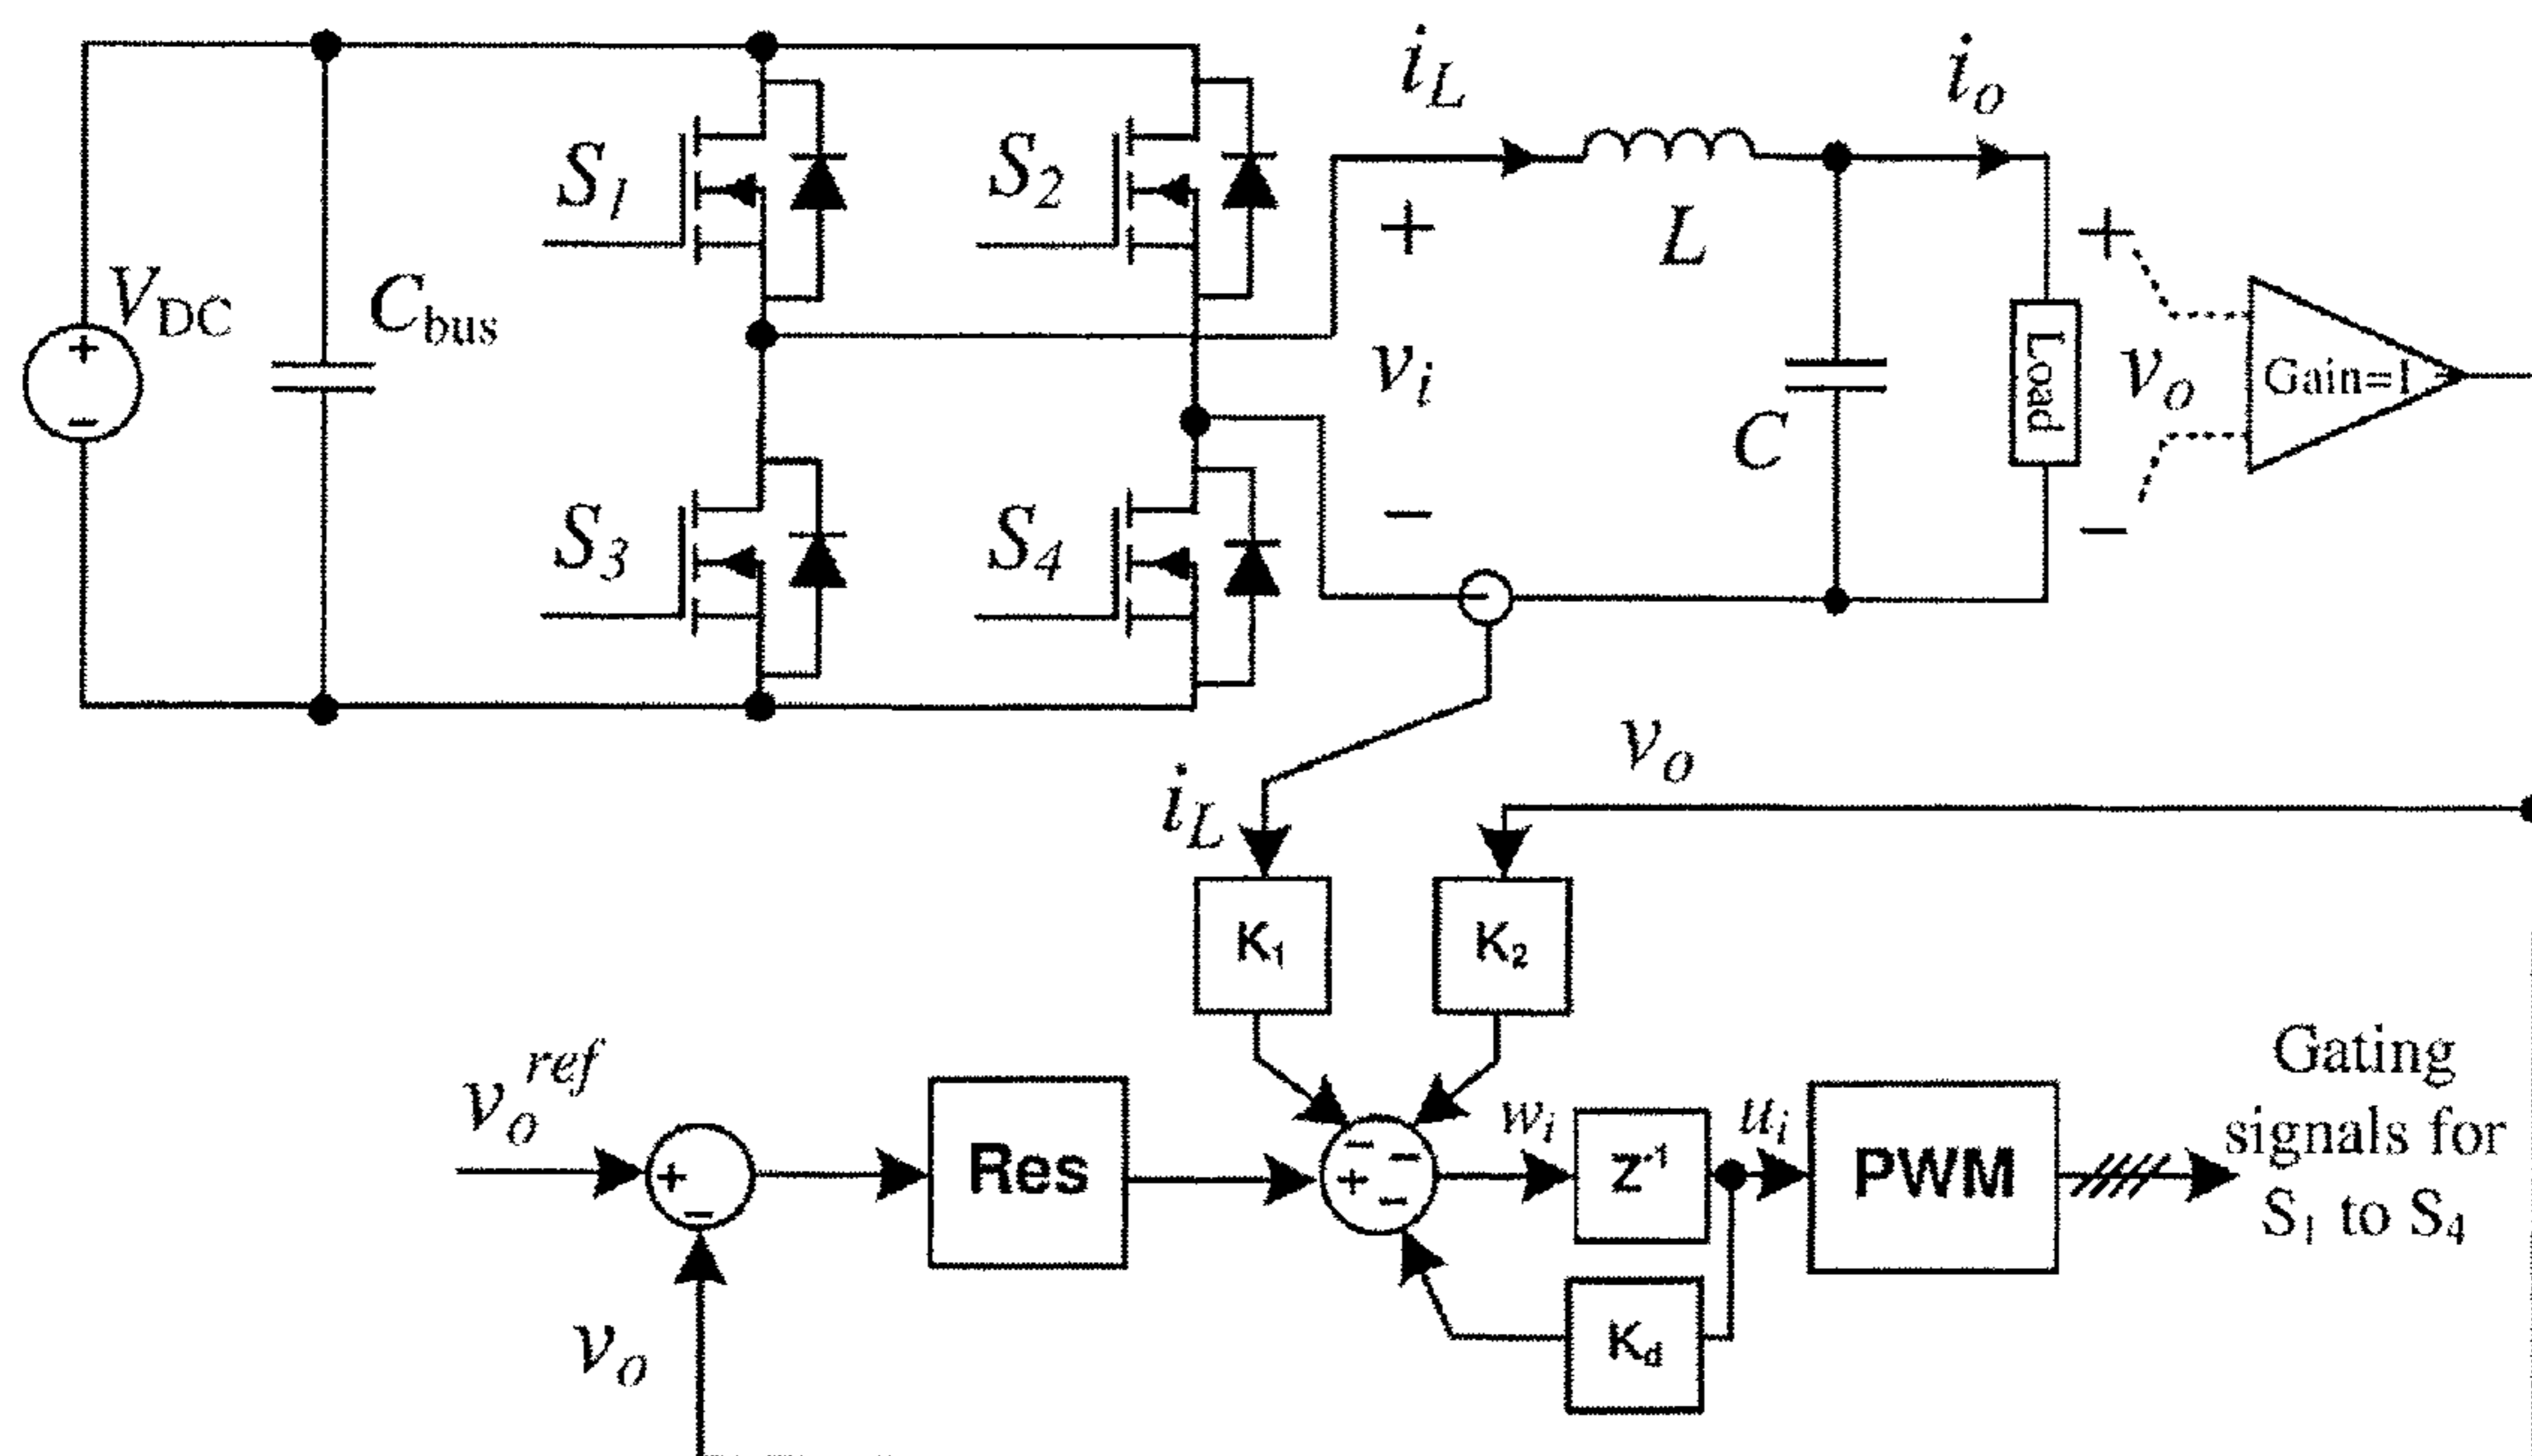 i_L
i_o
S_1
S_2
+
L
+
V_DC
C_bus
+
−
v_i
Load
v_o
Gain=1
C
S_3
S_4
−
−
v_o
i_L
K_1
K_2
v_o^ref
+
−
Res
−
−
+
−
w_i
Z^-1
u_i
PWM
Gating
signals for
S_1 to S_4
v_o
K_d